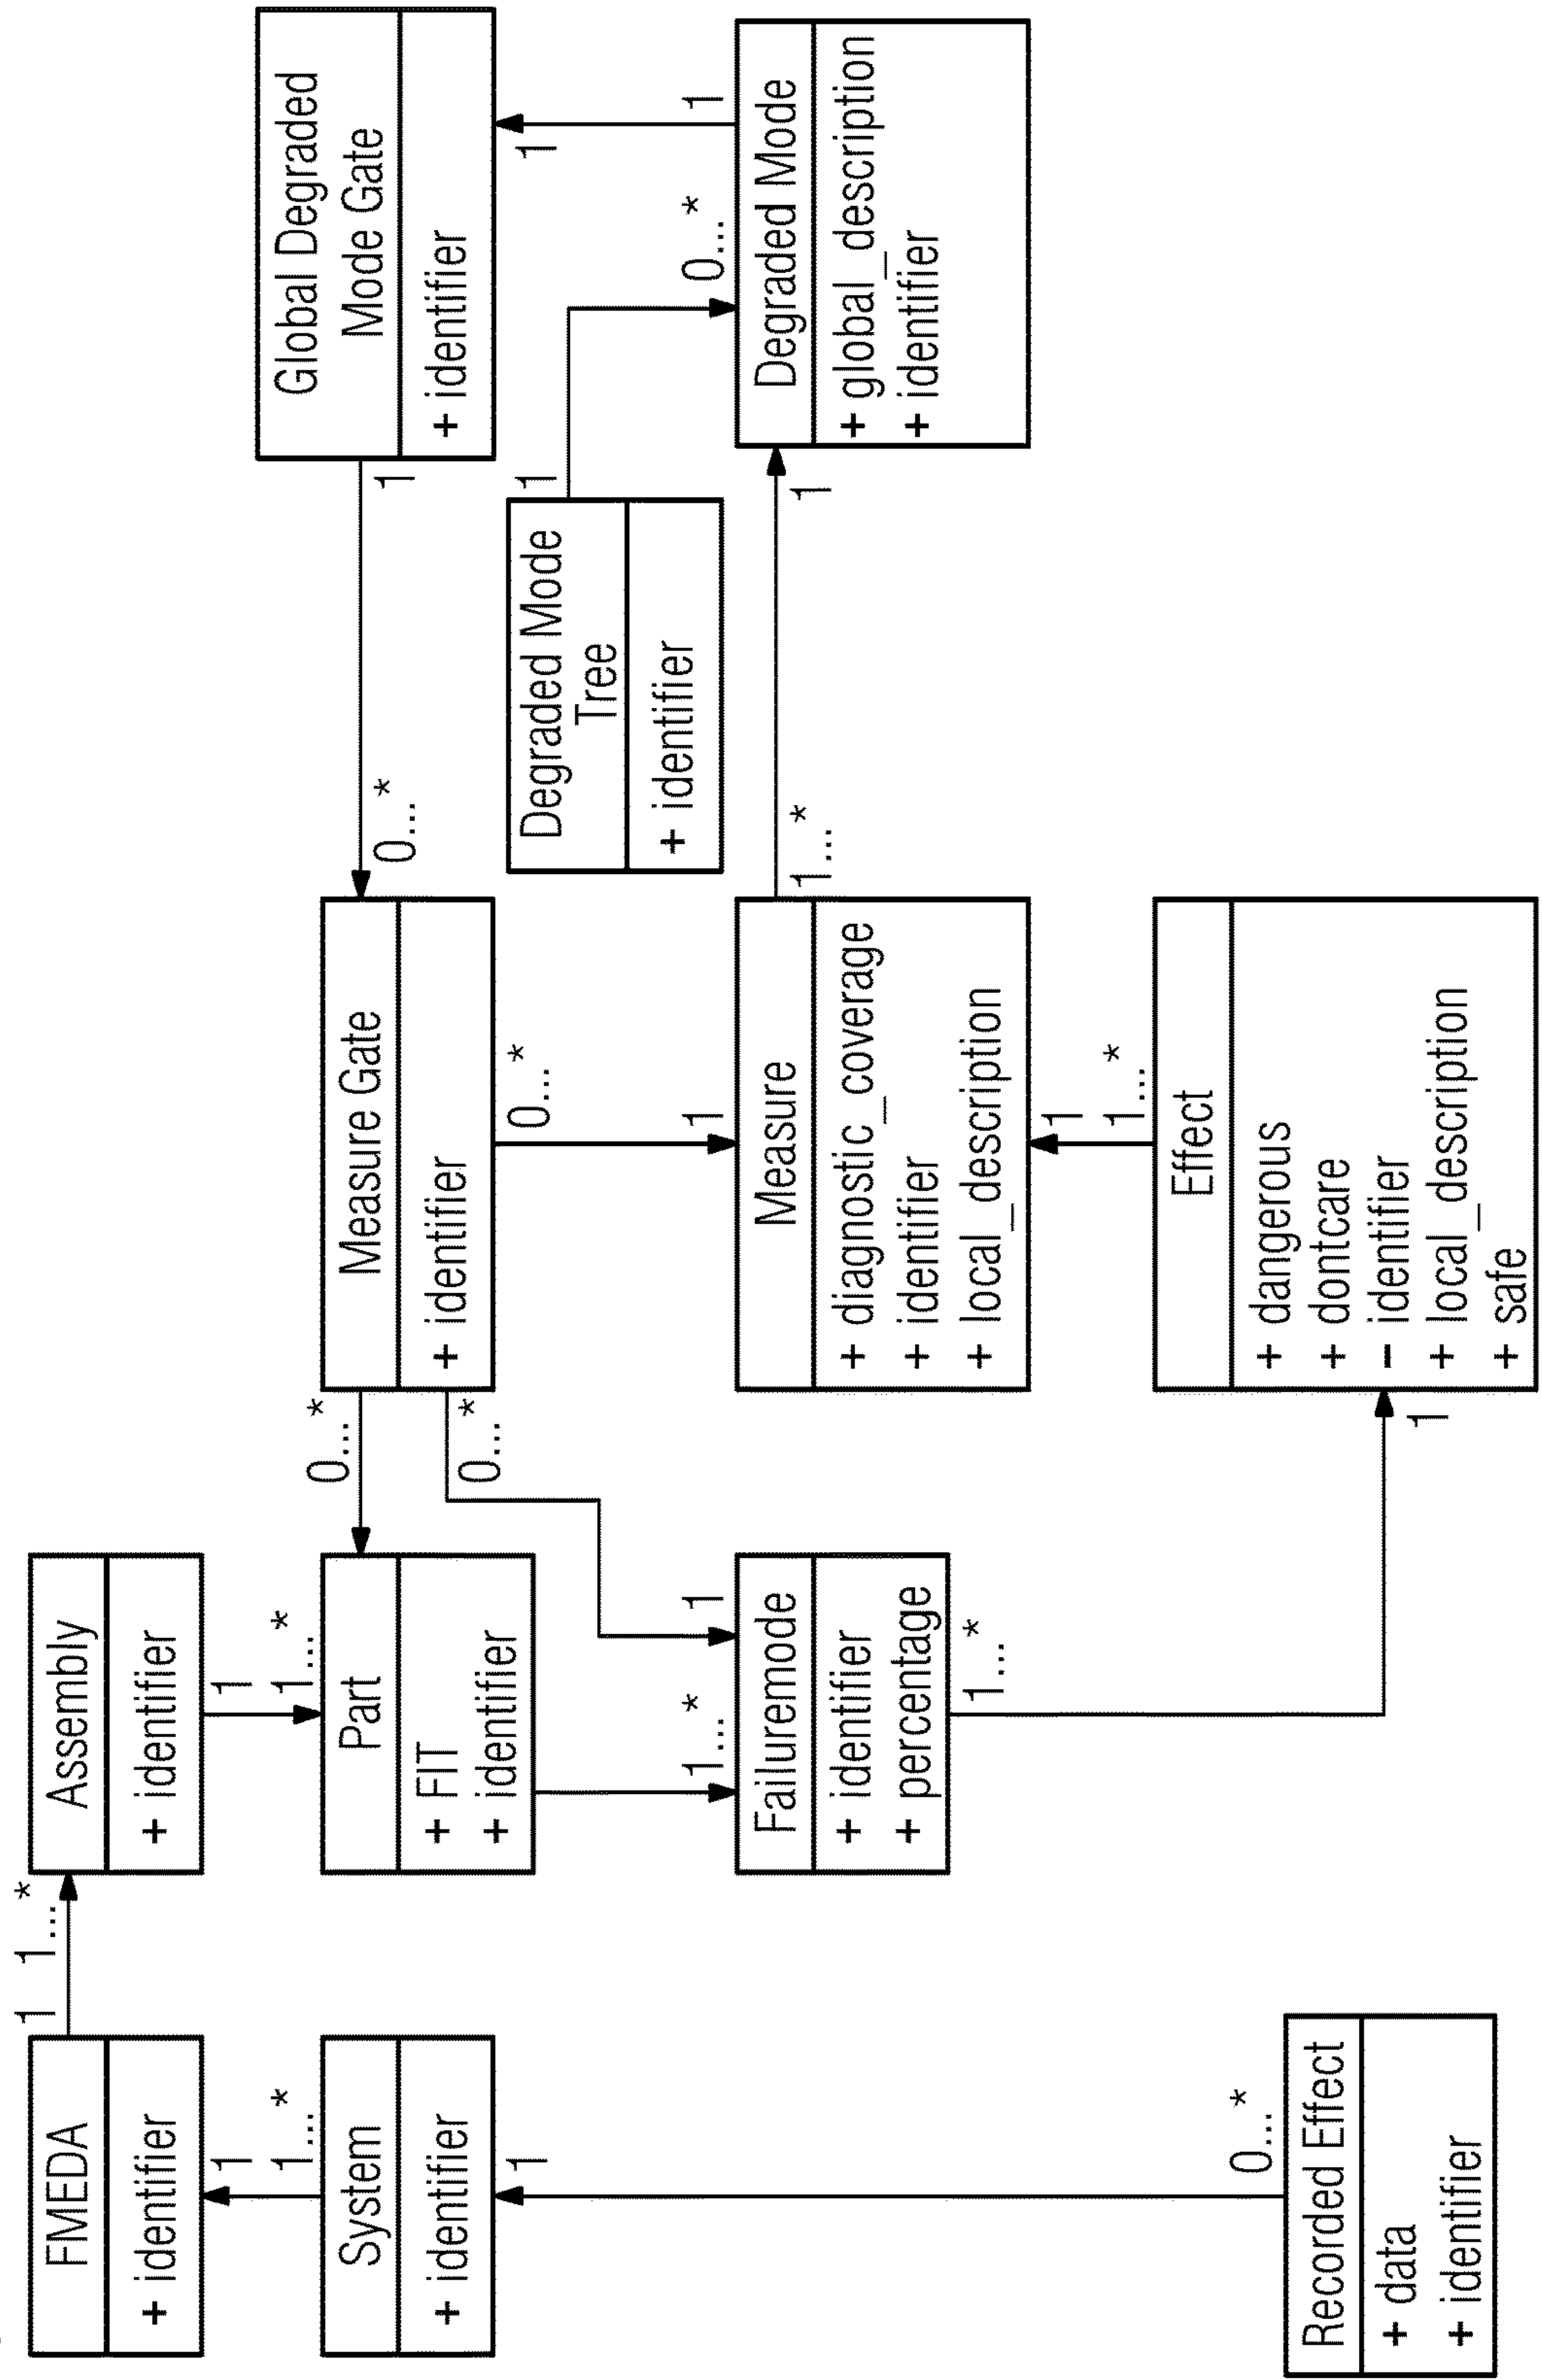 FMEDA
+ identifier
1
1...*
Assembly
+ identifier
1
1...*
1
1...*
System
+ identifier
Part
+ FIT
+ identifier
0...*
Measure Gate
+ identifier
0...*
1
Global Degraded
Mode Gate
+ identifier
0...*
0...*
1
1
1
Degraded Mode
Tree
+ identifier
1
0...*
1
1...*
1
Failuremode
+ identifier
+ percentage
1
Measure
+ diagnostic_coverage
+ identifier
+ local_description
1...*
1
Degraded Mode
+ global_description
+ identifier
1...*
1
1...*
Effect
+ dangerous
+ dontcare
- identifier
+ local_description
+ safe
1
0...*
Recorded Effect
+ data
+ identifier